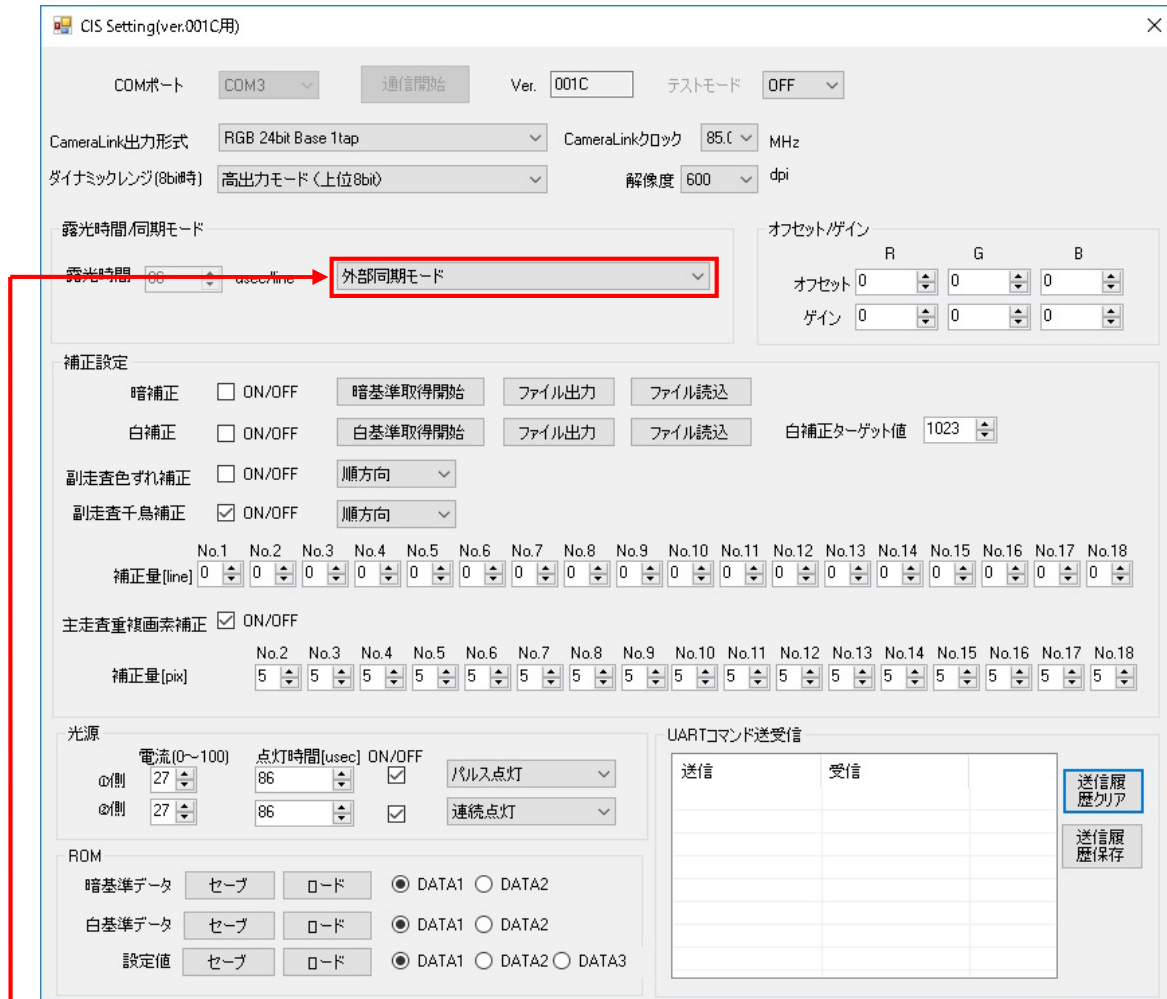 CIS Setting(ver.001C用)
COMポート COM3 通信開始 Ver. 001C テストモード OFF
CameraLink出力形式 RGB 24bit Base 1tap CameraLinkクロック 85.( MHz
ダイナミックレンジ(8bit時) 高出力モード(上位8bit) 解像度 600 dpi
露光時間/同期モード
露光時間 86 usec/line 外部同期モード
オフセット/ゲイン
R G B
オフセット 0 0 0
ゲイン 0 0 0
補正設定
暗補正 ON/OFF 暗基準取得開始 ファイル出力 ファイル読込
白補正 ON/OFF 白基準取得開始 ファイル出力 ファイル読込 白補正ターゲット値 1023
副走査色ずれ補正 ON/OFF 順方向
副走査千鳥補正 ON/OFF 順方向
No.1 No.2 No.3 No.4 No.5 No.6 No.7 No.8 No.9 No.10 No.11 No.12 No.13 No.14 No.15 No.16 No.17 No.18
補正量[line] 0 0 0 0 0 0 0 0 0 0 0 0 0 0 0 0 0 0
主走査重複画素補正 ON/OFF
No.2 No.3 No.4 No.5 No.6 No.7 No.8 No.9 No.10 No.11 No.12 No.13 No.14 No.15 No.16 No.17 No.18
補正量[pix] 5 5 5 5 5 5 5 5 5 5 5 5 5 5 5 5 5
光源
電流(0～100) 点灯時間[usec] ON/OFF
①側 27 86 パルス点灯
②側 27 86 連続点灯
ROM
暗基準データ セーブ ロード DATA1 DATA2
白基準データ セーブ ロード DATA1 DATA2
設定値 セーブ ロード DATA1 DATA2 DATA3
UARTコマンド送受信
送信 受信
送信履
歴クリア
送信履
歴保存